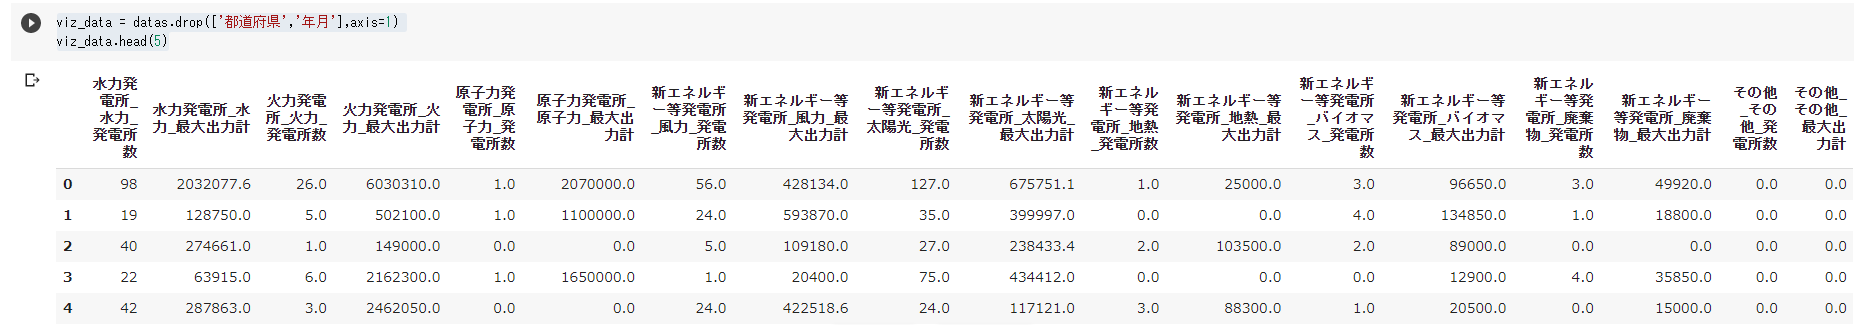 viz_data = datas.drop(['都道府県','年月'],axis=1)
viz_data.head(5)
水力発電所_水力_発電所数 水力発電所_水力_最大出力計 火力発電所_火力_発電所数 火力発電所_火力_最大出力計 原子力発電所_原子力_発電所数 原子力発電所_原子力_最大出力計 新エネルギー等発電所_風力_発電所数 新エネルギー等発電所_風力_最大出力計 新エネルギー等発電所_太陽光_発電所数 新エネルギー等発電所_太陽光_最大出力計 新エネルギー等発電所_地熱_発電所数 新エネルギー等発電所_地熱_最大出力計 新エネルギー等発電所_バイオマス_発電所数 新エネルギー等発電所_バイオマス_最大出力計 新エネルギー等発電所_廃棄物_発電所数 新エネルギー等発電所_廃棄物_最大出力計 その他_その他_発電所数 その他_その他_最大出力計
0 98 2032077.6 26.0 6030310.0 1.0 2070000.0 56.0 428134.0 127.0 675751.1 1.0 25000.0 3.0 96650.0 3.0 49920.0 0.0 0.0
1 19 128750.0 5.0 502100.0 1.0 1100000.0 24.0 593870.0 35.0 399997.0 0.0 0.0 4.0 134850.0 1.0 18800.0 0.0 0.0
2 40 274661.0 1.0 149000.0 0.0 0.0 5.0 109180.0 27.0 238433.4 2.0 103500.0 2.0 89000.0 0.0 0.0 0.0 0.0
3 22 63915.0 6.0 2162300.0 1.0 1650000.0 1.0 20400.0 75.0 434412.0 0.0 0.0 0.0 12900.0 4.0 35850.0 0.0 0.0
4 42 287863.0 3.0 2462050.0 0.0 0.0 24.0 422518.6 24.0 117121.0 3.0 88300.0 1.0 20500.0 0.0 15000.0 0.0 0.0